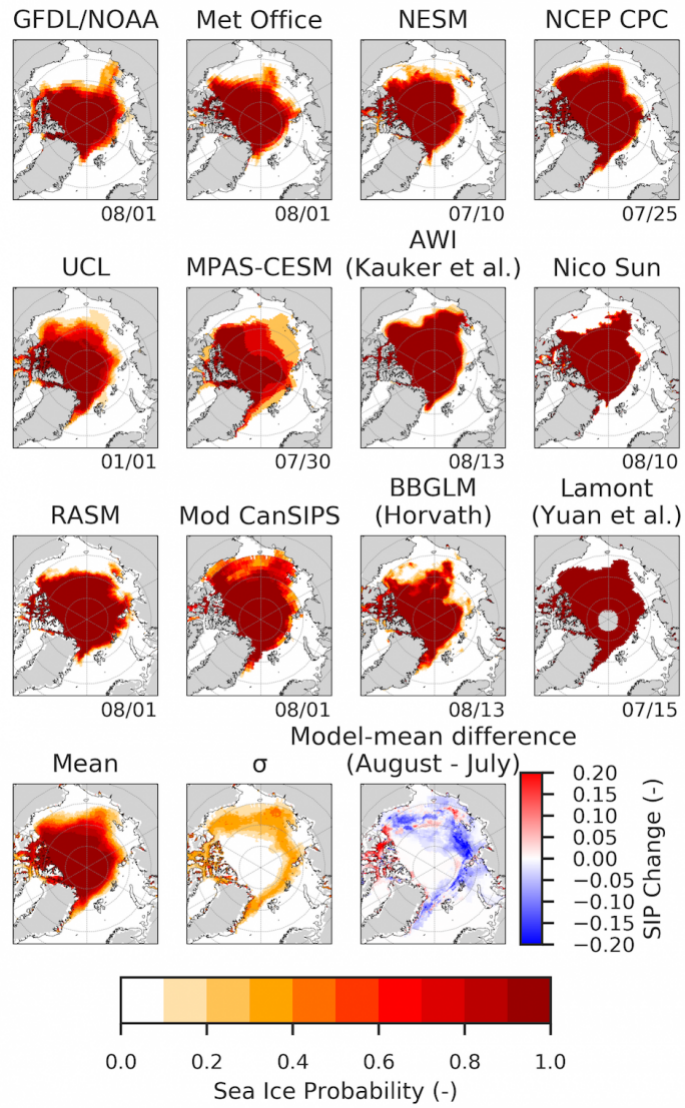 GFDL/NOAA Met Office NESM NCEP CPC
08/01 08/01 07/10 07/25
UCL MPAS-CESM AWI
(Kauker et al.) Nico Sun
01/01 07/30 08/13 08/10
RASM Mod CanSIPS BBGLM
(Horvath) Lamont
(Yuan et al.)
08/01 08/01 08/13 07/15
Mean σ Model-mean difference
(August - July)
0.20
0.15
0.10
0.05
0.00
−0.05
−0.10
−0.15
−0.20
SIP Change (-)
0.0 0.2 0.4 0.6 0.8 1.0
Sea Ice Probability (-)